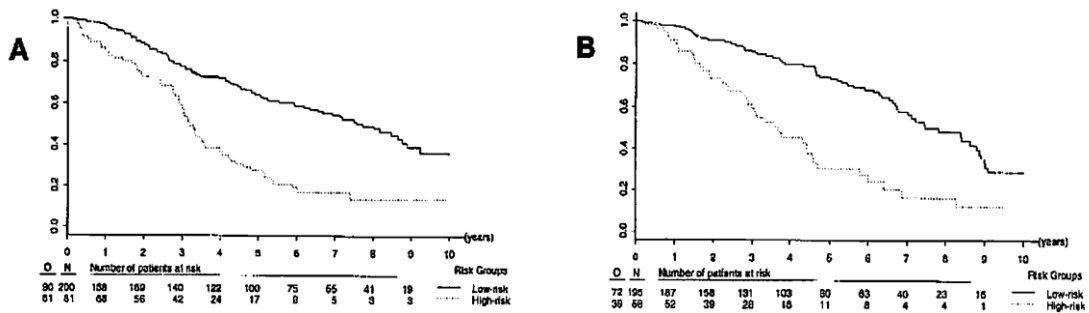 A
1.0
0.8
0.6
0.4
0.2
0.0
0 1 2 3 4 5 6 7 8 9 10 (years)
O N Number of patients at risk Risk Groups
90 200 188 169 140 122 100 75 65 41 19 Low-risk
81 68 56 42 24 17 9 5 3 3 High-risk
B
1.0
0.8
0.6
0.4
0.2
0.0
0 1 2 3 4 5 6 7 8 9 10 (years)
O N Number of patients at risk Risk Groups
72 195 187 158 131 103 80 63 40 23 Low-risk
39 52 39 28 11 8 4 4 1 High-risk